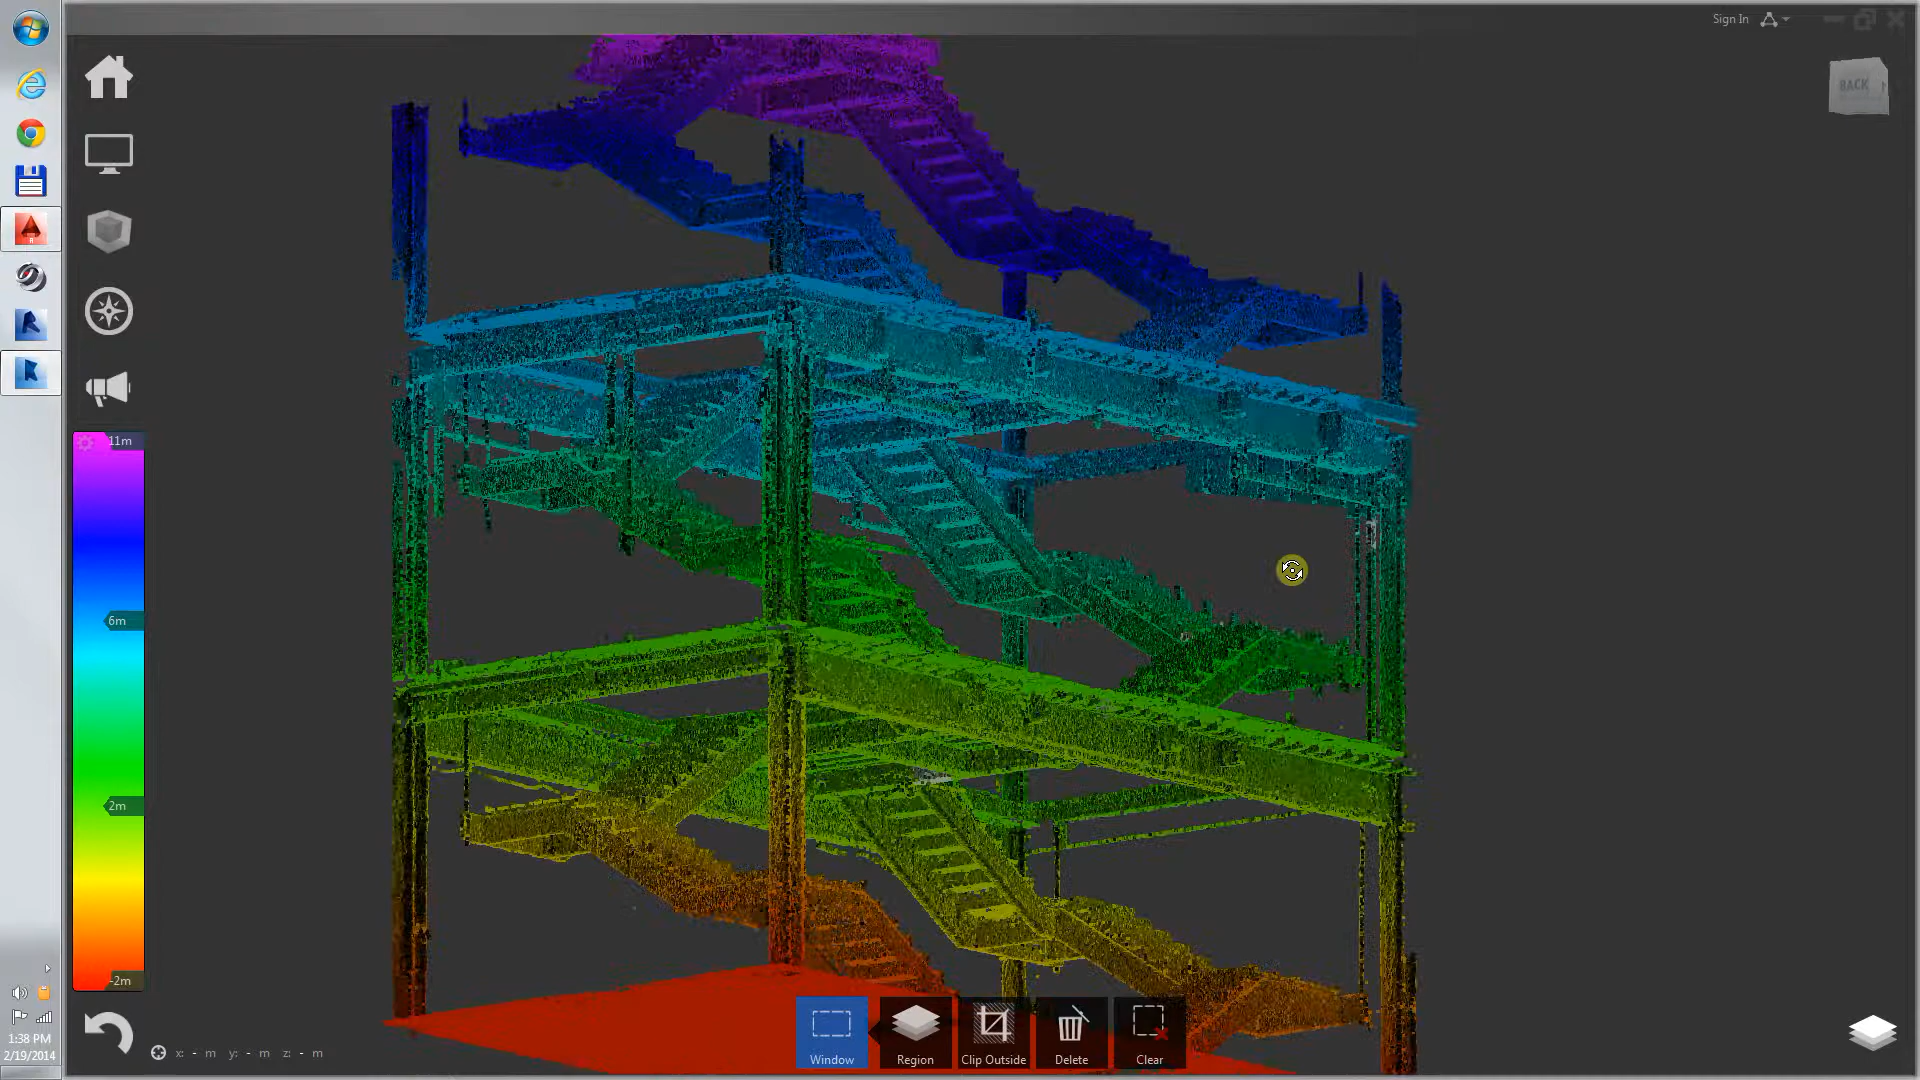 Sign In
BACK
11m
6m
2m
-2m
x: - m y: - m z: - m
Window
Region
Clip Outside
Delete
Clear
1:38 PM
2/19/2014